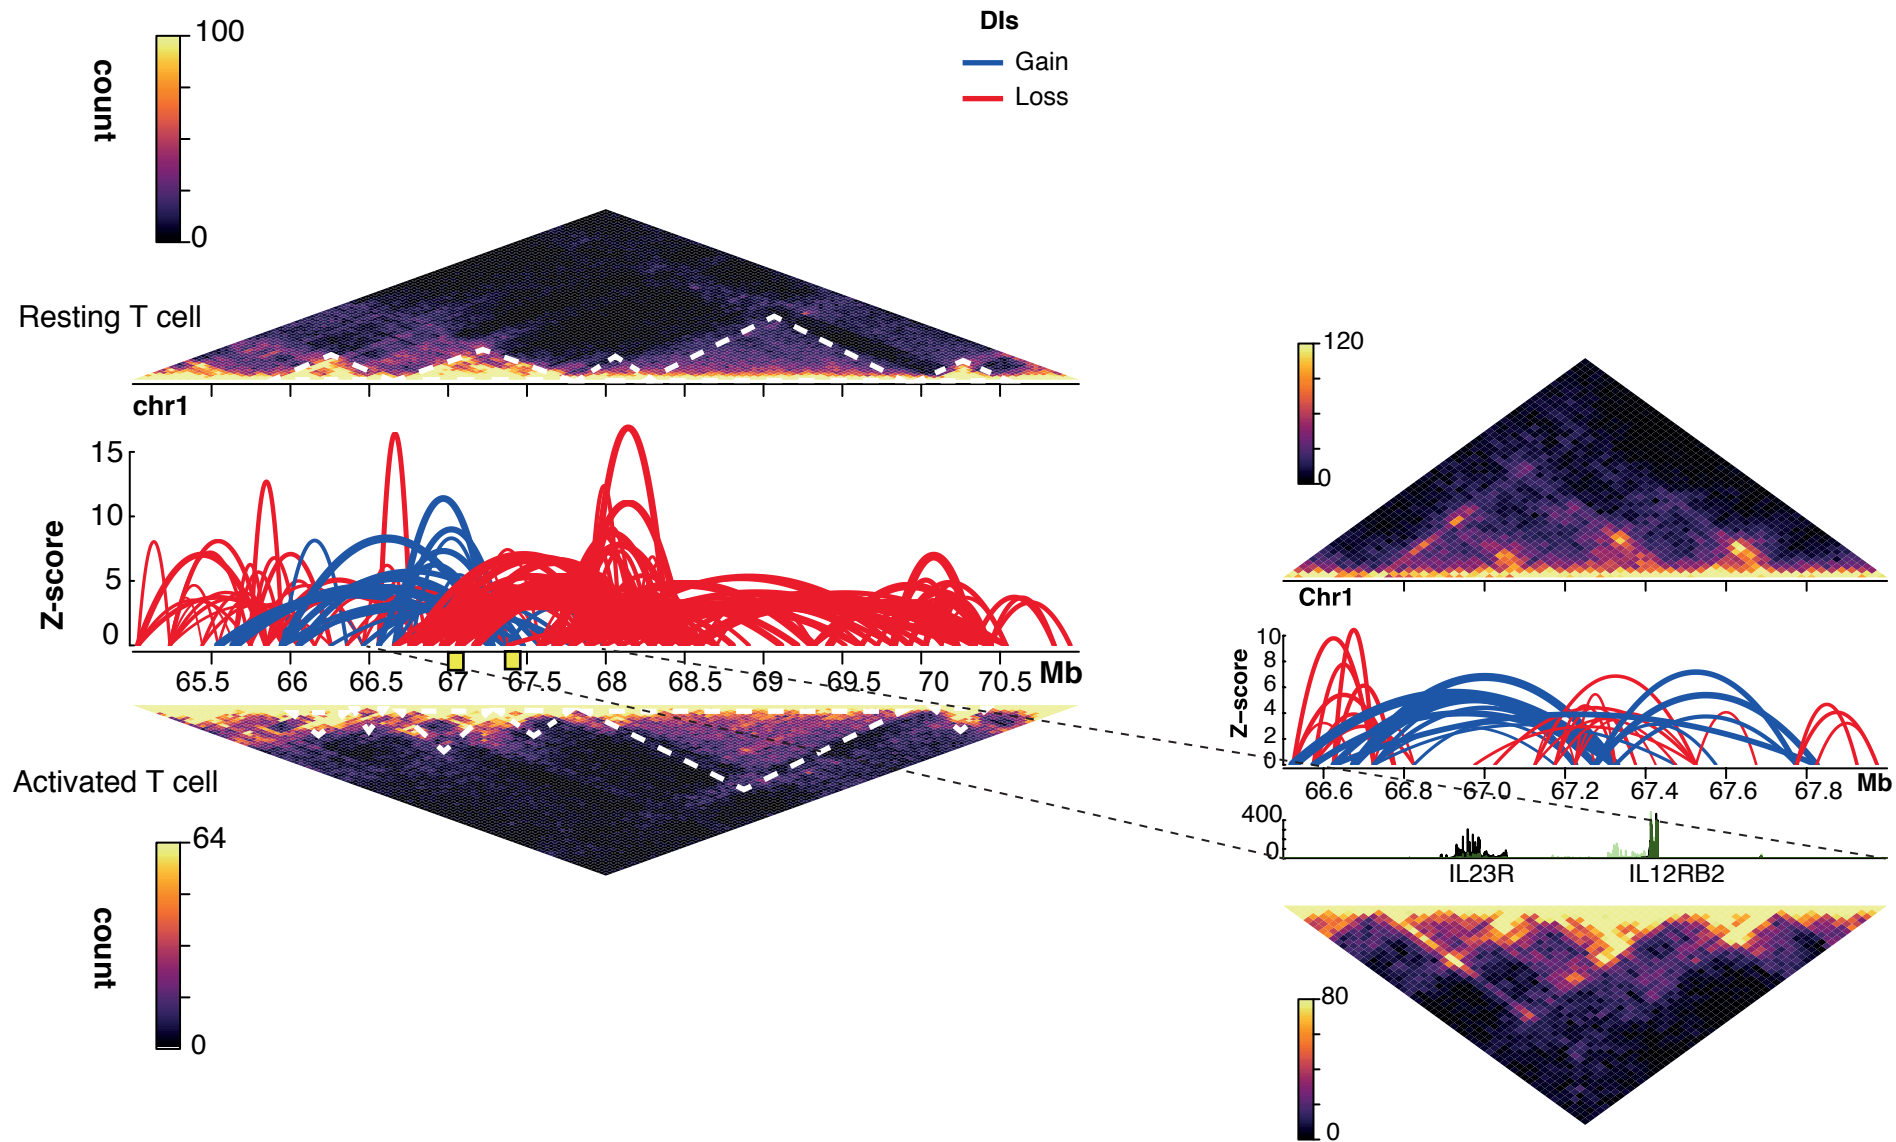 100
count
0
DIs
Gain
Loss
Resting T cell
chr1
15
10
5
0
Z-score
65.5 66 66.5 67 67.5 68 68.5 69 69.5 70 70.5 Mb
Activated T cell
64
count
0
120
0
Chr1
10
8
6
4
2
0
Z-score
66.6 66.8 67.0 67.2 67.4 67.6 67.8 Mb
400
0
IL23R IL12RB2
80
0